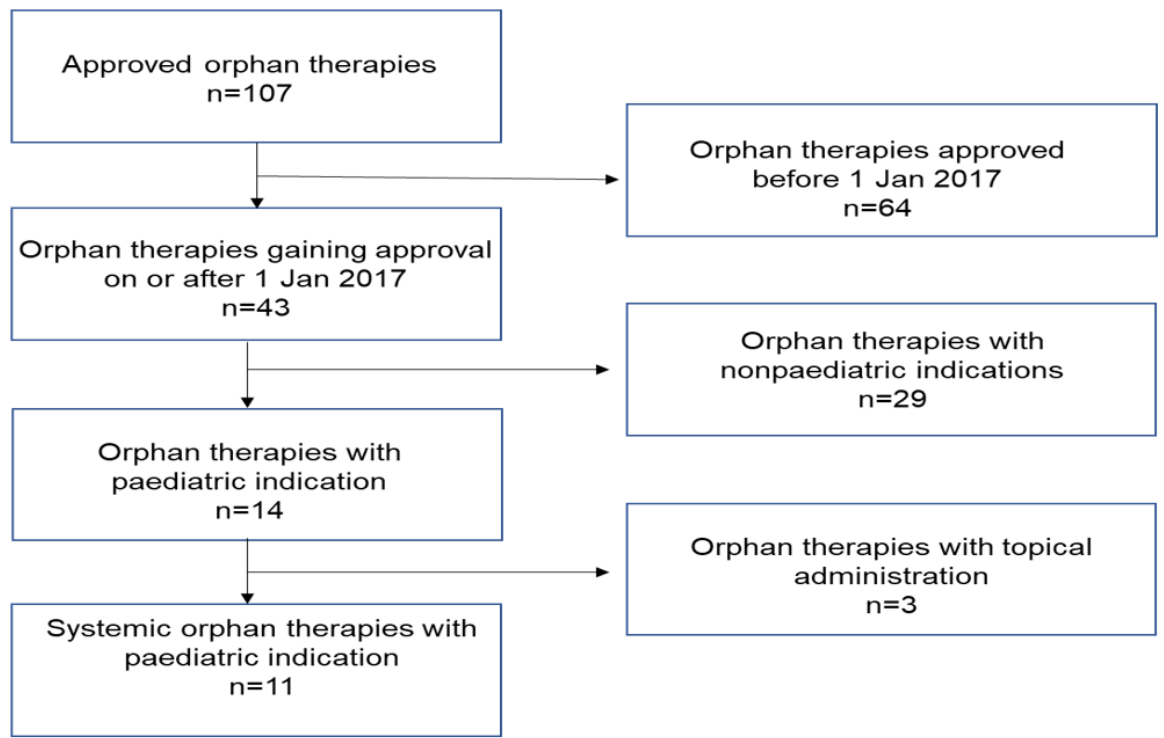 Approved orphan therapies
n=107
Orphan therapies approved
before 1 Jan 2017
n=64
Orphan therapies gaining approval
on or after 1 Jan 2017
n=43
Orphan therapies with
nonpaediatric indications
n=29
Orphan therapies with
paediatric indication
n=14
Orphan therapies with topical
administration
n=3
Systemic orphan therapies with
paediatric indication
n=11